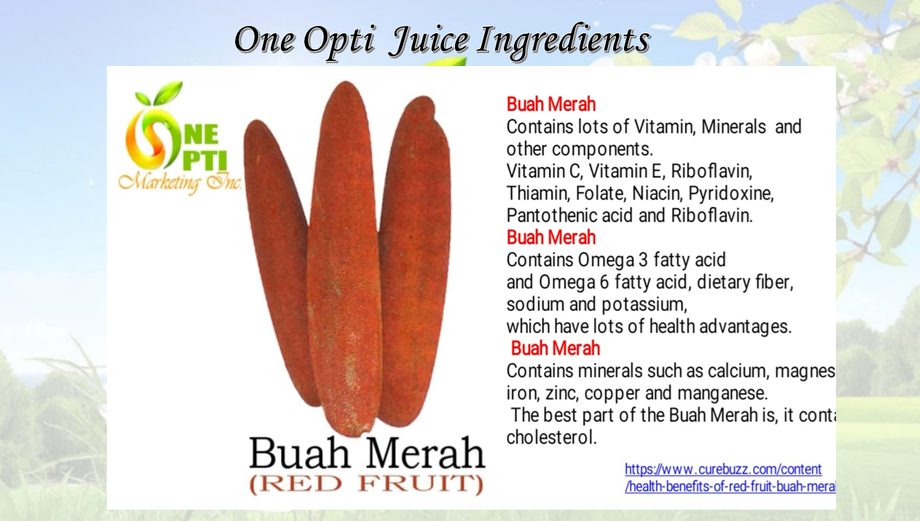 One Opti Juice Ingredients
NE
PTI
Marketing Inc.
Buah Merah
Contains lots of Vitamin, Minerals and
other components.
Vitamin C, Vitamin E, Riboflavin,
Thiamin, Folate, Niacin, Pyridoxine,
Pantothenic acid and Riboflavin.
Buah Merah
Contains Omega 3 fatty acid
and Omega 6 fatty acid, dietary fiber,
sodium and potassium,
which have lots of health advantages.
Buah Merah
Contains minerals such as calcium, magnes
iron, zinc, copper and manganese.
The best part of the Buah Merah is, it conta
cholesterol.
https://www.curebuzz.com/content
/health-benefits-of-red-fruit-buah-mera
Buah Merah
(RED FRUIT)